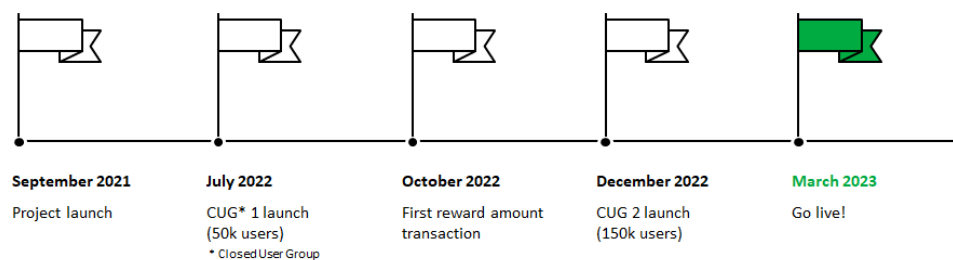 September 2021
Project launch
July 2022
CUG* 1 launch
(50k users)
* Closed User Group
October 2022
First reward amount
transaction
December 2022
CUG 2 launch
(150k users)
March 2023
Go live!